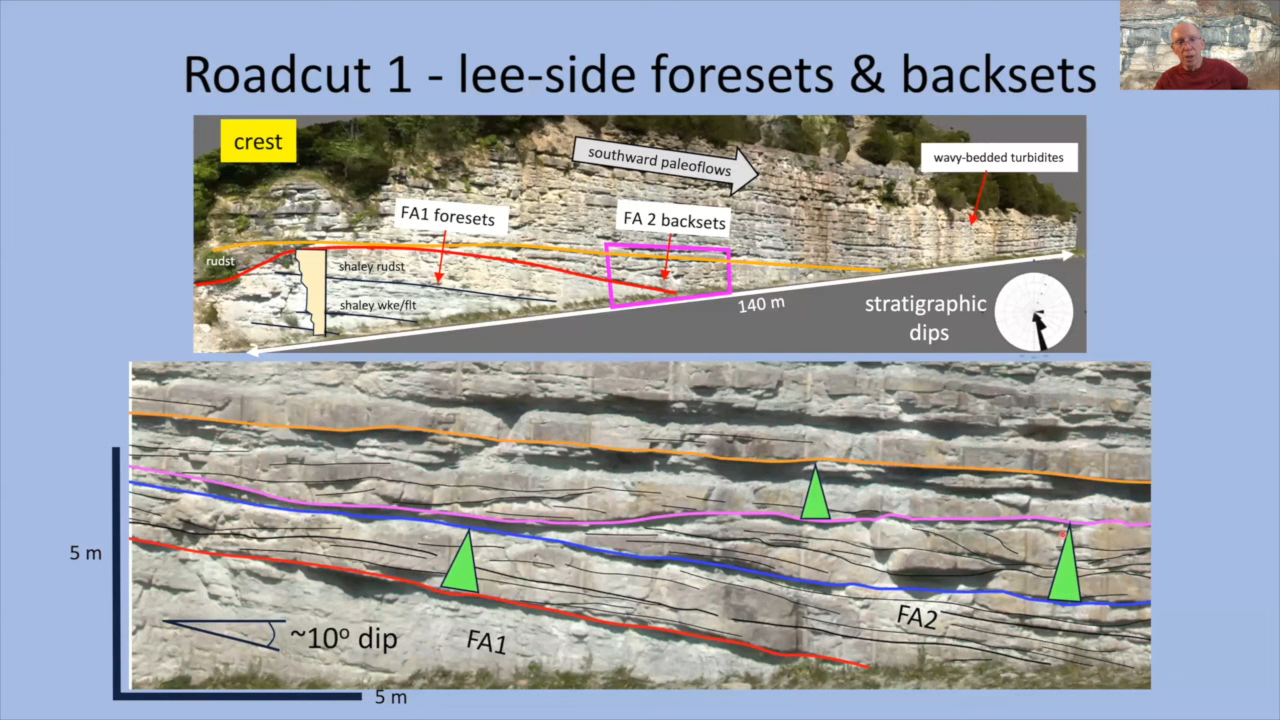 Roadcut 1 - lee-side foresets & backsets
crest
southward paleoflows
wavy-bedded turbidites
FA1 foresets
FA 2 backsets
rudst
shaley rudst
shaley wke/flt
140 m
stratigraphic
dips
5 m
FA2
~10º dip
FA1
5 m